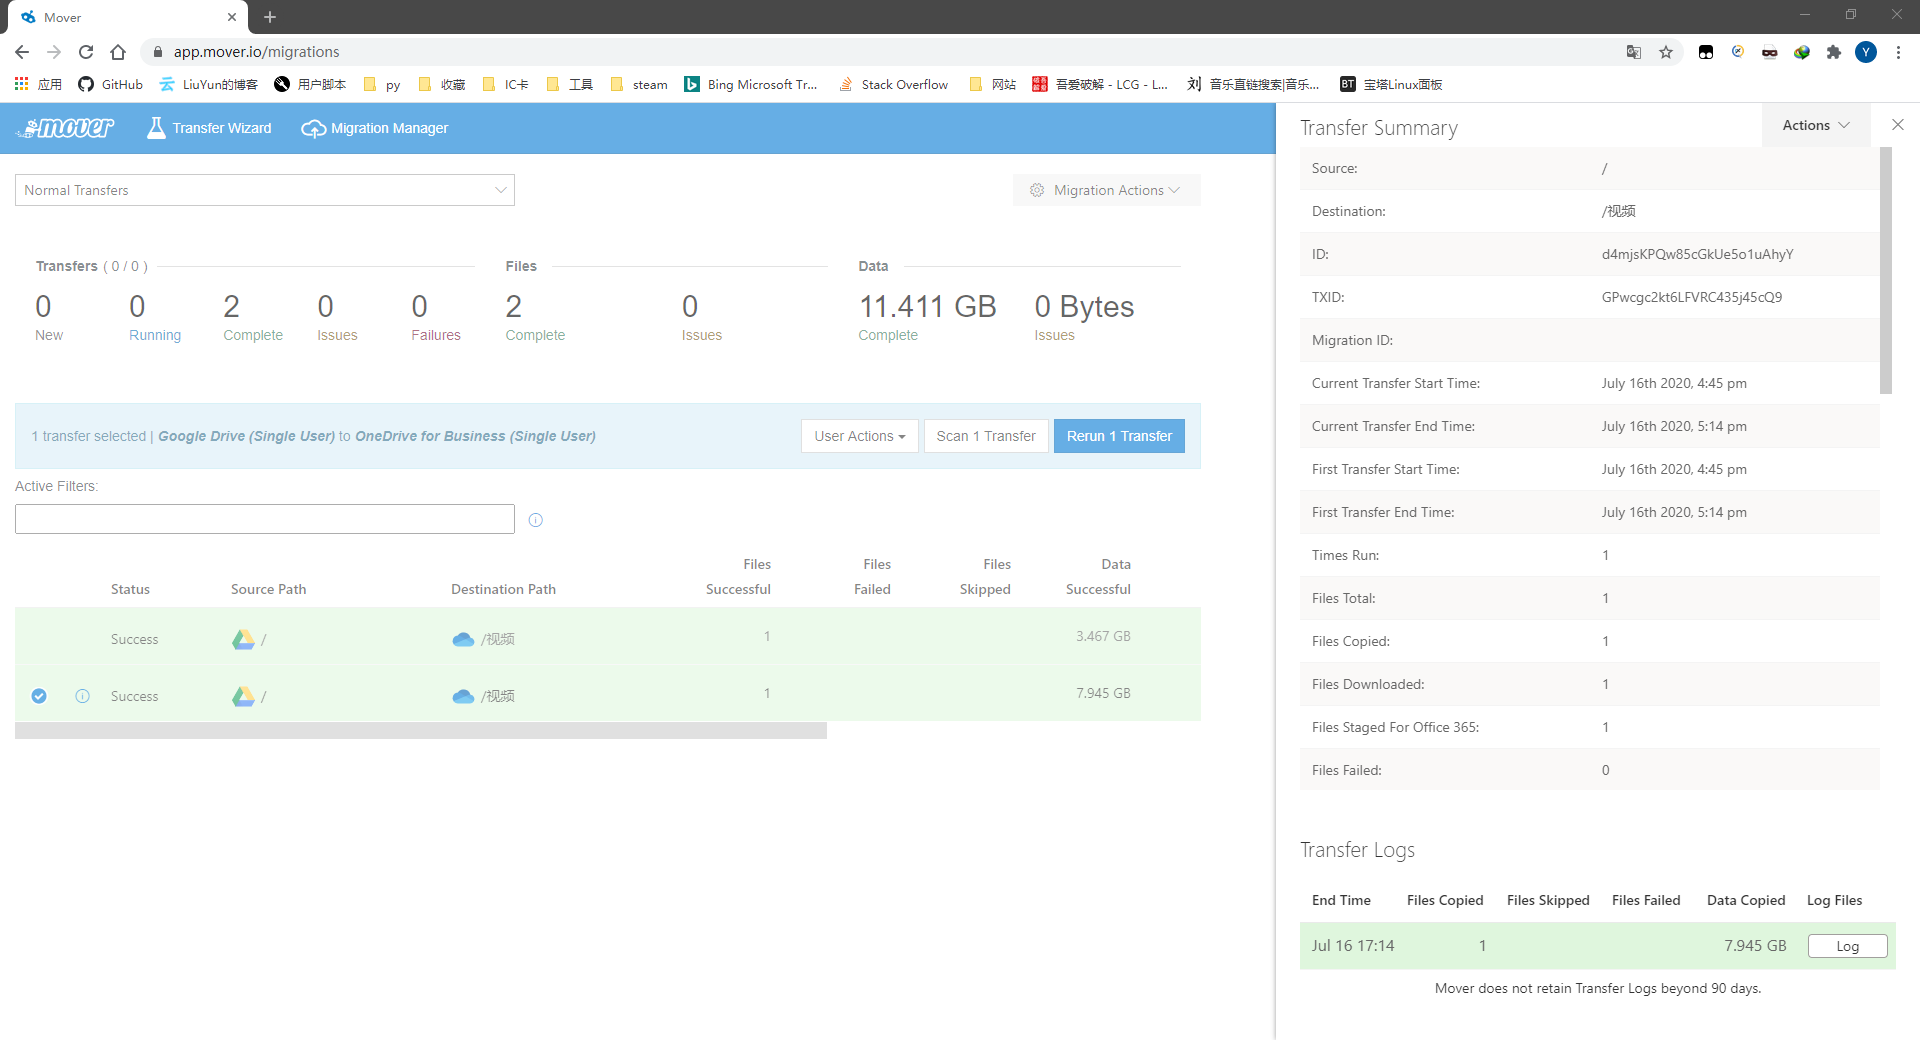 Mover
app.mover.io/migrations
应用 GitHub LiuYun的博客 用户脚本 py 收藏 IC卡 工具 steam Bing Microsoft Tr... Stack Overflow 网站 吾爱破解 - LCG - L... 音乐直链搜索|音乐... BT 宝塔Linux面板
mover Transfer Wizard Migration Manager
Normal Transfers
Migration Actions
Transfers ( 0 / 0 ) Files Data
0 0 2 0 0 2 0 11.411 GB 0 Bytes
New Running Complete Issues Failures Complete Issues Complete Issues
1 transfer selected | Google Drive (Single User) to OneDrive for Business (Single User) User Actions Scan 1 Transfer Rerun 1 Transfer
Active Filters:
Files Files Files Data
Status Source Path Destination Path Successful Failed Skipped Successful
Success / /视频 1 3.467 GB
Success / /视频 1 7.945 GB
Transfer Summary Actions
Source: /
Destination: /视频
ID: d4mjsKPQw85cGkUe5o1uAhyY
TXID: GPwcgc2kt6LFVRC435j45cQ9
Migration ID:
Current Transfer Start Time: July 16th 2020, 4:45 pm
Current Transfer End Time: July 16th 2020, 5:14 pm
First Transfer Start Time: July 16th 2020, 4:45 pm
First Transfer End Time: July 16th 2020, 5:14 pm
Times Run: 1
Files Total: 1
Files Copied: 1
Files Downloaded: 1
Files Staged For Office 365: 1
Files Failed: 0
Transfer Logs
End Time Files Copied Files Skipped Files Failed Data Copied Log Files
Jul 16 17:14 1 7.945 GB Log
Mover does not retain Transfer Logs beyond 90 days.